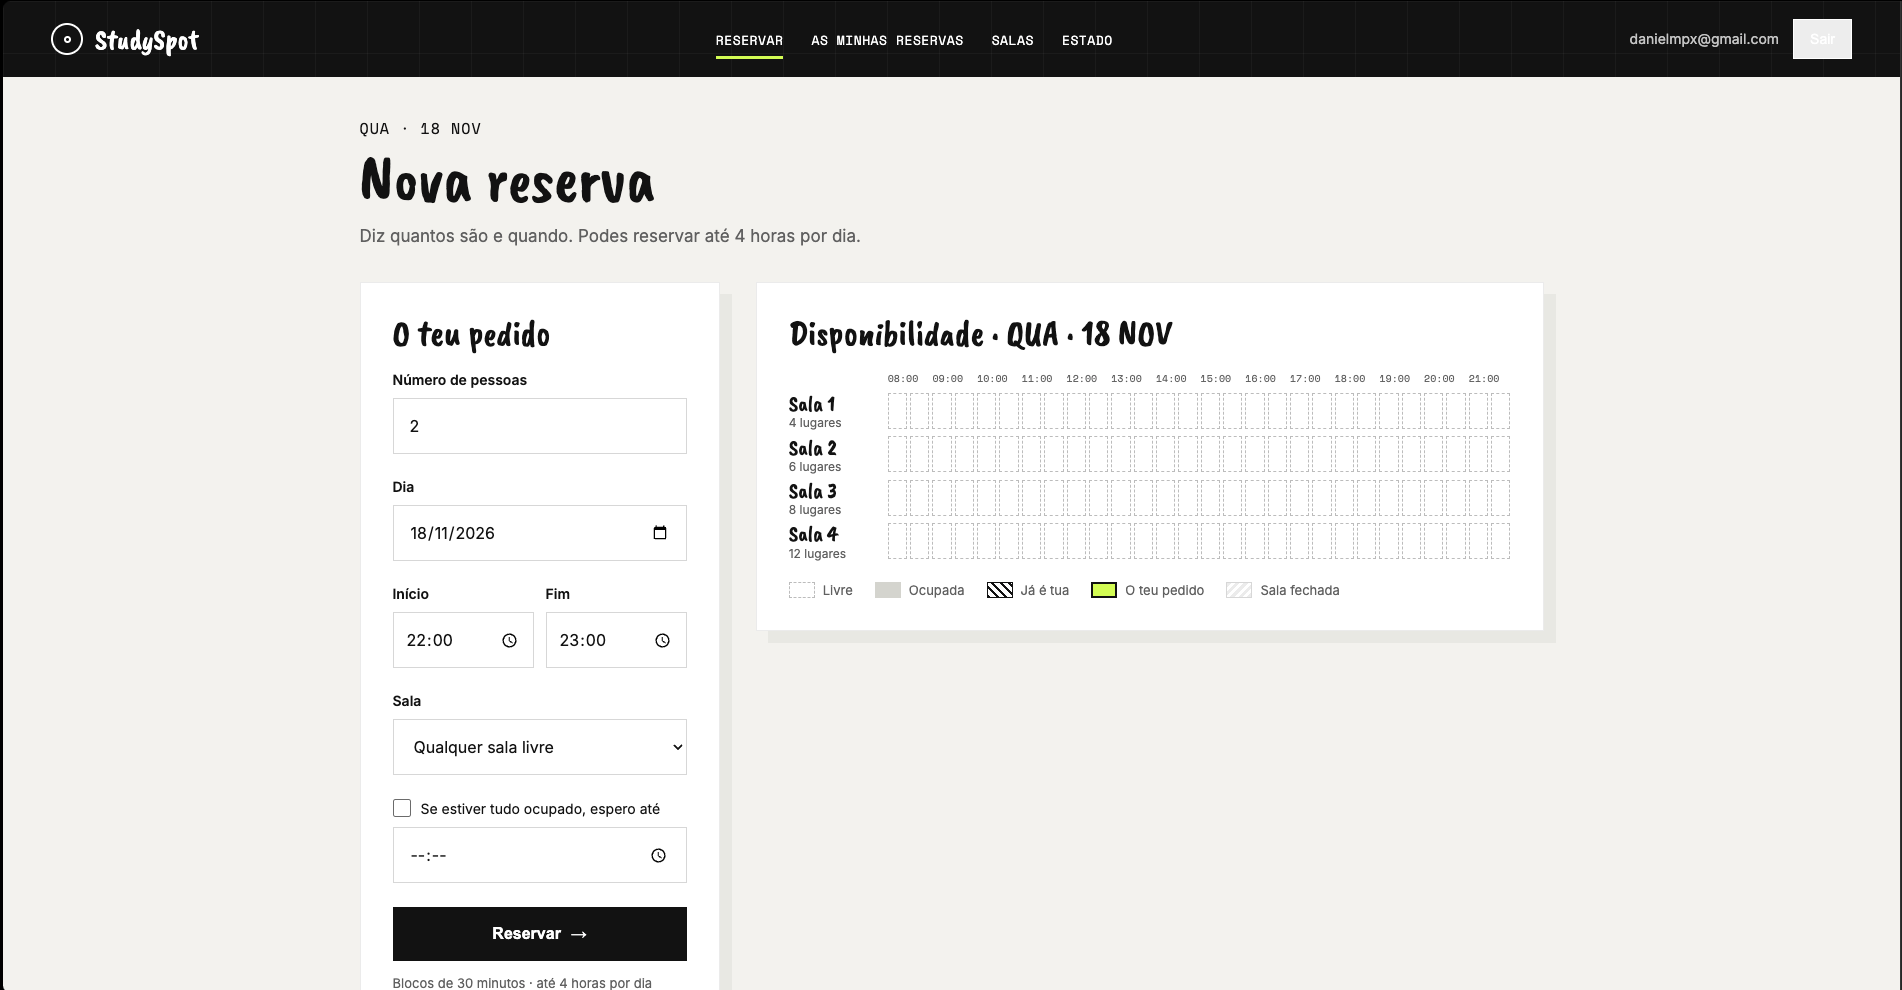 StudySpot
RESERVAR AS MINHAS RESERVAS SALAS ESTADO
danielmpx@gmail.com Sair
QUA · 18 NOV
Nova reserva
Diz quantos são e quando. Podes reservar até 4 horas por dia.
O teu pedido
Número de pessoas
2
Dia
18/11/2026
Início Fim
22:00 23:00
Sala
Qualquer sala livre
Se estiver tudo ocupado, espero até
--:--
Reservar →
Blocos de 30 minutos · até 4 horas por dia
Disponibilidade · QUA · 18 NOV
08:00 09:00 10:00 11:00 12:00 13:00 14:00 15:00 16:00 17:00 18:00 19:00 20:00 21:00
Sala 1
4 lugares
Sala 2
6 lugares
Sala 3
8 lugares
Sala 4
12 lugares
Livre Ocupada Já é tua O teu pedido Sala fechada